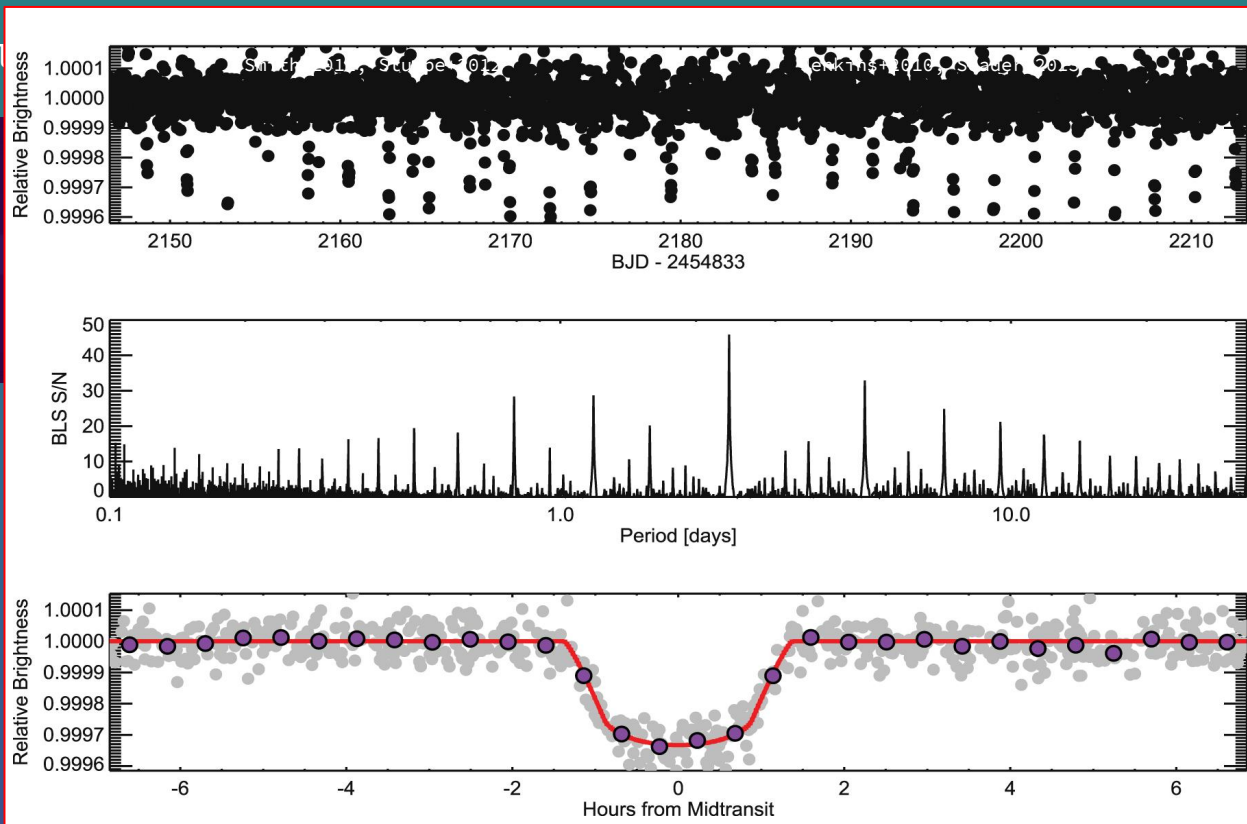 1.0001
1.0000
0.9999
0.9998
0.9997
0.9996
Relative Brightness
2150 2160 2170 2180 2190 2200 2210
BJD - 2454833
50
40
30
20
10
0
BLS S/N
0.1 1.0 10.0
Period [days]
1.0001
1.0000
0.9999
0.9998
0.9997
0.9996
Relative Brightness
-6 -4 -2 0 2 4 6
Hours from Midtransit